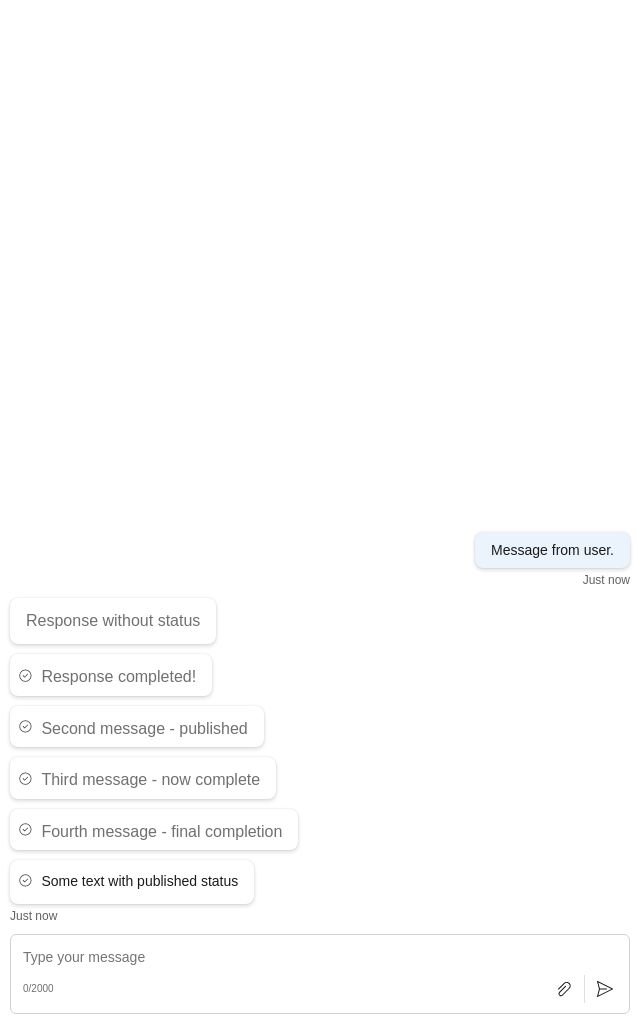 Message from user.
Just now
Response without status
Response completed!
Second message - published
Third message - now complete
Fourth message - final completion
Some text with published status
Just now
Type your message
0/2000